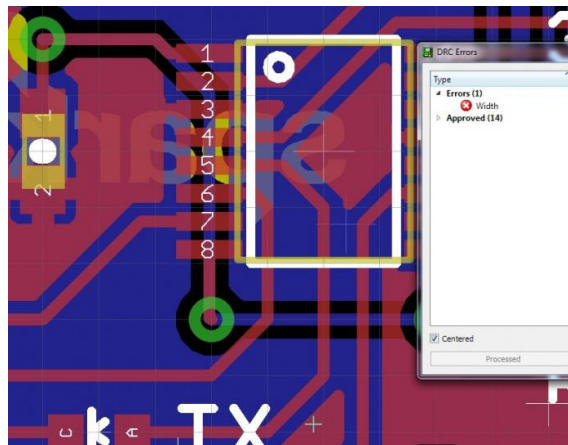 DRC Errors
Type
Errors (1)
Width
Approved (14)
Centered
Processed
1
2
3
4
5
6
7
8
1
2
C
A
k TX